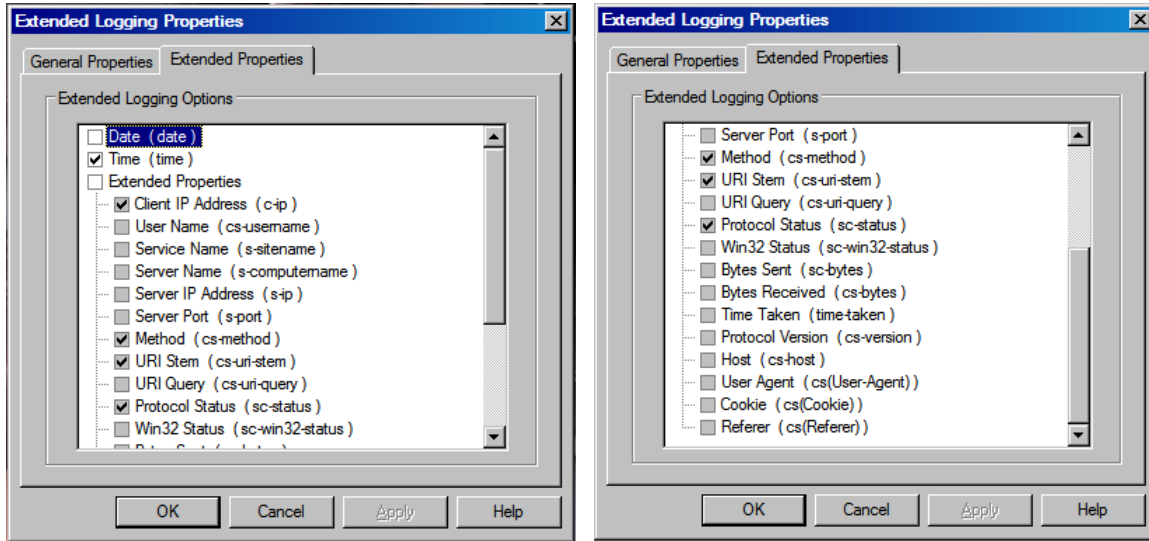 Extended Logging Properties
General Properties
Extended Properties
Extended Logging Options
Date ( date )
Time ( time )
Extended Properties
Client IP Address ( c-ip )
User Name ( cs-username )
Service Name ( s-sitename )
Server Name ( s-computername )
Server IP Address ( s-ip )
Server Port ( s-port )
Method ( cs-method )
URI Stem ( cs-uri-stem )
URI Query ( cs-uri-query )
Protocol Status ( sc-status )
Win32 Status ( sc-win32-status )
OK
Cancel
Apply
Help
Extended Logging Properties
General Properties
Extended Properties
Extended Logging Options
Server Port ( s-port )
Method ( cs-method )
URI Stem ( cs-uri-stem )
URI Query ( cs-uri-query )
Protocol Status ( sc-status )
Win32 Status ( sc-win32-status )
Bytes Sent ( sc-bytes )
Bytes Received ( cs-bytes )
Time Taken ( time-taken )
Protocol Version ( cs-version )
Host ( cs-host )
User Agent ( cs(User-Agent) )
Cookie ( cs(Cookie) )
Referer ( cs(Referer) )
OK
Cancel
Apply
Help